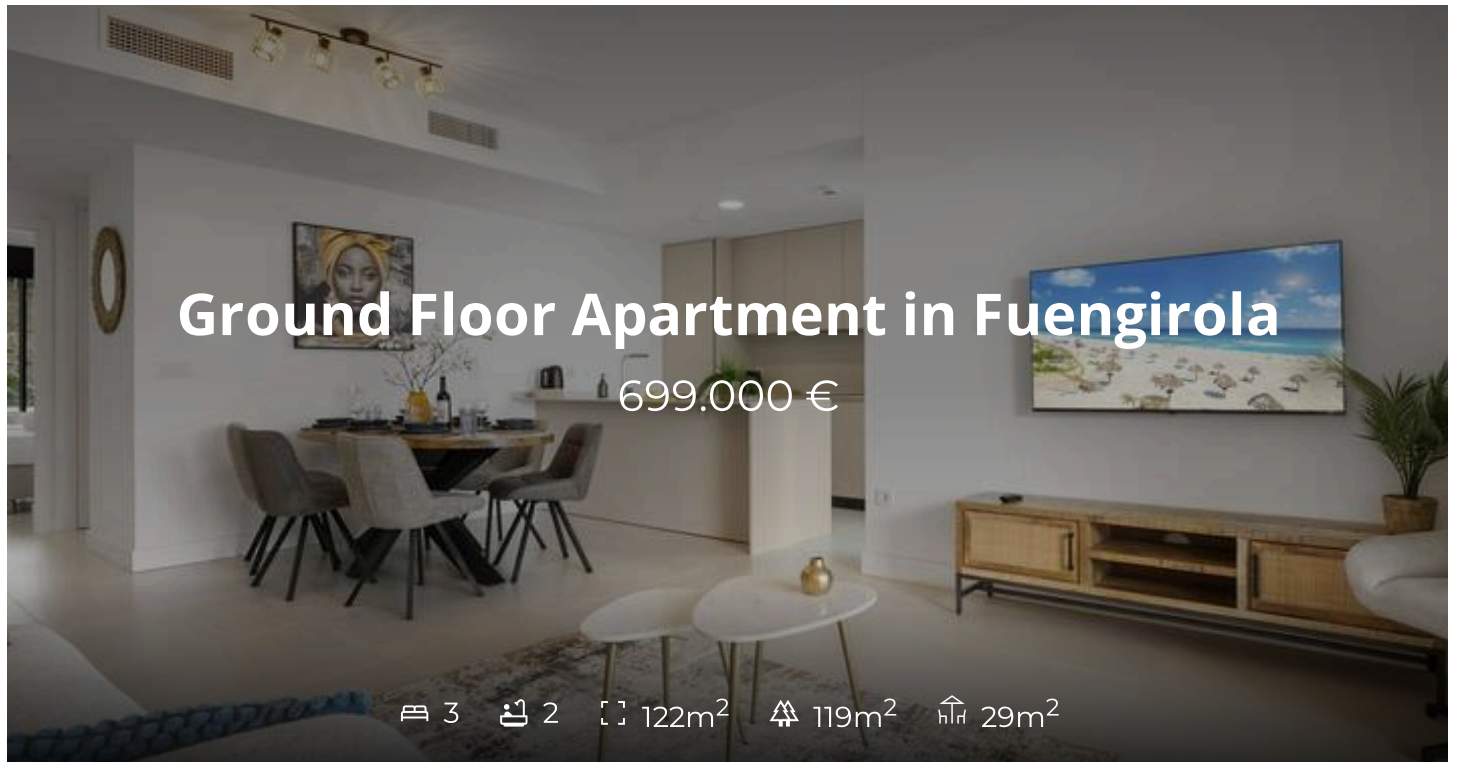 Ground Floor Apartment in Fuengirola
699.000 €
3 2 122m² 119m² 29m²